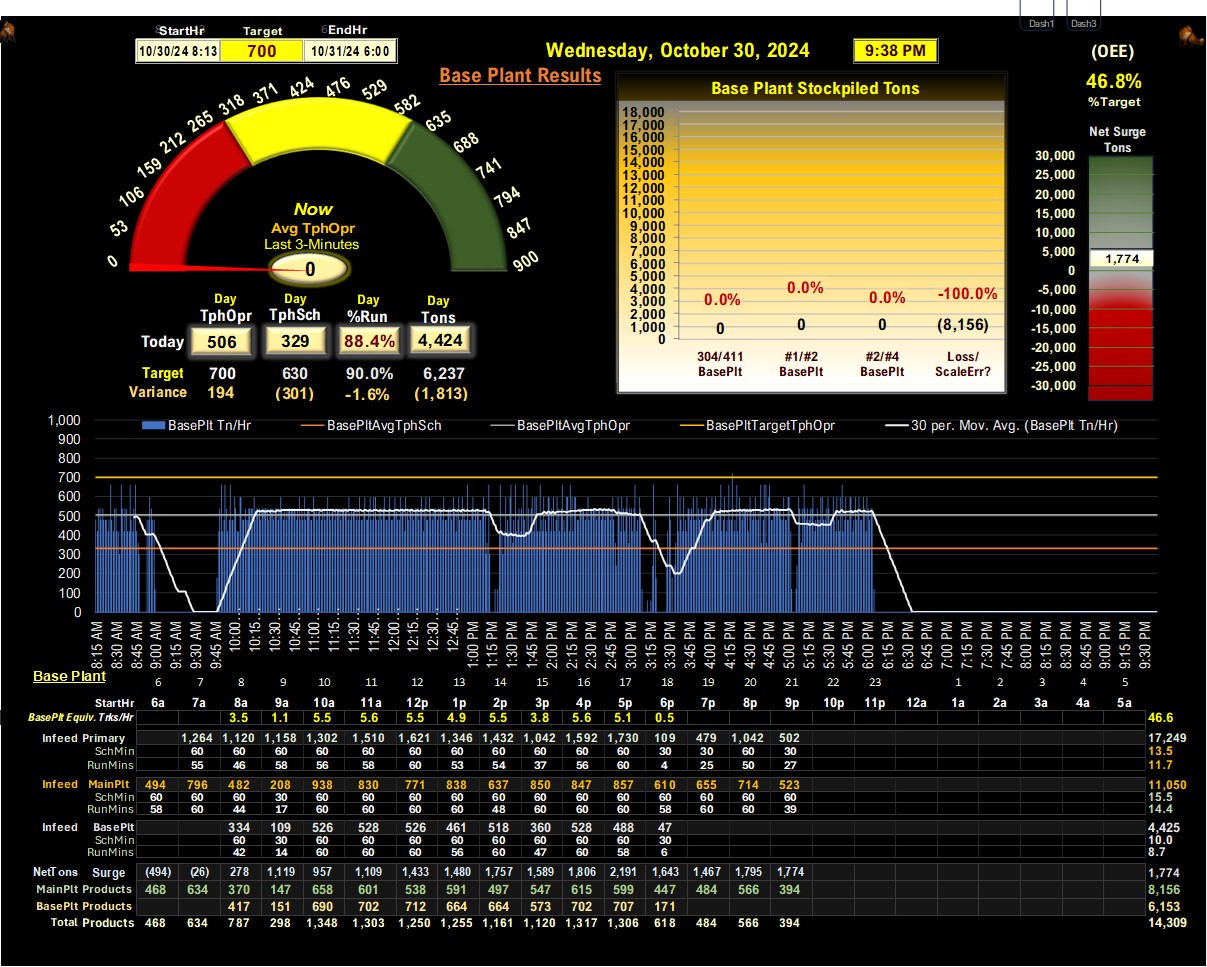 Dash1 Dash3
StartHr Target EndHr
10/30/24 8:13 700 10/31/24 6:00
Wednesday, October 30, 2024 9:38 PM
(OEE)
46.8%
%Target
Base Plant Results
0 53 106 159 212 265 318 371 424 476 529 582 635 688 741 794 847 900
Now
Avg TphOpr
Last 3-Minutes
0
Day Day Day Day
TphOpr TphSch %Run Tons
Today 506 329 88.4% 4,424
Target 700 630 90.0% 6,237
Variance 194 (301) -1.6% (1,813)
Base Plant Stockpiled Tons
18,000
17,000
16,000
15,000
14,000
13,000
12,000
11,000
10,000
9,000
8,000
7,000
6,000
5,000
4,000
3,000
2,000
1,000
0
0.0% 0.0% 0.0% -100.0%
0 0 0 (8,156)
304/411 #1/#2 #2/#4 Loss/
BasePlt BasePlt BasePlt ScaleErr?
Net Surge
Tons
30,000
25,000
20,000
15,000
10,000
5,000
1,774
0
-5,000
-10,000
-15,000
-20,000
-25,000
-30,000
BasePlt Tn/Hr BasePltAvgTphSch BasePltAvgTphOpr BasePltTargetTphOpr 30 per. Mov. Avg. (BasePlt Tn/Hr)
1,000
900
800
700
600
500
400
300
200
100
0
8:15 AM 8:30 AM 8:45 AM 9:00 AM 9:15 AM 9:30 AM 9:45 AM 10:00... 10:15... 10:30... 10:45... 11:00... 11:15... 11:30... 11:45... 12:00... 12:15... 12:30... 12:45... 1:00 PM 1:15 PM 1:30 PM 1:45 PM 2:00 PM 2:15 PM 2:30 PM 2:45 PM 3:00 PM 3:15 PM 3:30 PM 3:45 PM 4:00 PM 4:15 PM 4:30 PM 4:45 PM 5:00 PM 5:15 PM 5:30 PM 5:45 PM 6:00 PM 6:15 PM 6:30 PM 6:45 PM 7:00 PM 7:15 PM 7:30 PM 7:45 PM 8:00 PM 8:15 PM 8:30 PM 8:45 PM 9:00 PM 9:15 PM 9:30 PM
Base Plant 6 7 8 9 10 11 12 13 14 15 16 17 18 19 20 21 22 23 1 2 3 4 5
StartHr 6a 7a 8a 9a 10a 11a 12p 1p 2p 3p 4p 5p 6p 7p 8p 9p 10p 11p 12a 1a 2a 3a 4a 5a
BasePlt Equiv. Trks/Hr 3.5 1.1 5.5 5.6 5.5 4.9 5.5 3.8 5.6 5.1 0.5 46.6
Infeed Primary 1,264 1,120 1,158 1,302 1,510 1,621 1,346 1,432 1,042 1,592 1,730 109 479 1,042 502 17,249
SchMin 60 60 60 60 60 60 60 60 60 60 60 30 30 60 30 13.5
RunMins 55 46 58 56 58 60 53 54 37 56 60 4 25 50 27 11.7
Infeed MainPlt 494 796 482 208 938 830 771 838 637 850 847 857 610 655 714 523 11,050
SchMin 60 60 60 30 60 60 60 60 60 60 60 60 60 60 60 60 15.5
RunMins 58 60 44 17 60 60 60 60 48 60 60 60 58 60 60 39 14.4
Infeed BasePlt 334 109 526 528 526 461 518 360 528 488 47 4,425
SchMin 60 30 60 60 60 60 60 60 60 60 30 10.0
RunMins 42 14 60 60 60 56 60 47 60 58 6 8.7
NetTons Surge (494) (26) 278 1,119 957 1,109 1,433 1,480 1,757 1,589 1,806 2,191 1,643 1,467 1,795 1,774 1,774
MainPlt Products 468 634 370 147 658 601 538 591 497 547 615 599 447 484 566 394 8,156
BasePlt Products 417 151 690 702 712 664 664 573 702 707 171 6,153
Total Products 468 634 787 298 1,348 1,303 1,250 1,255 1,161 1,120 1,317 1,306 618 484 566 394 14,309